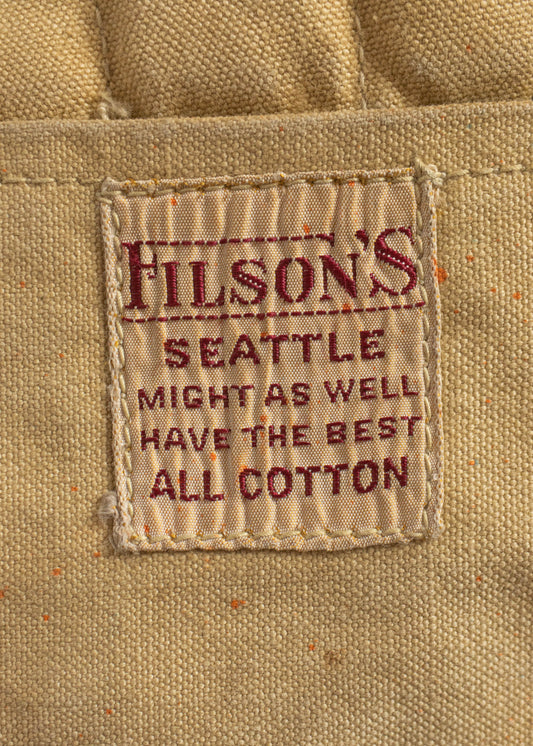 FILSON'S
SEATTLE
MIGHT AS WELL
HAVE THE BEST
ALL COTTON